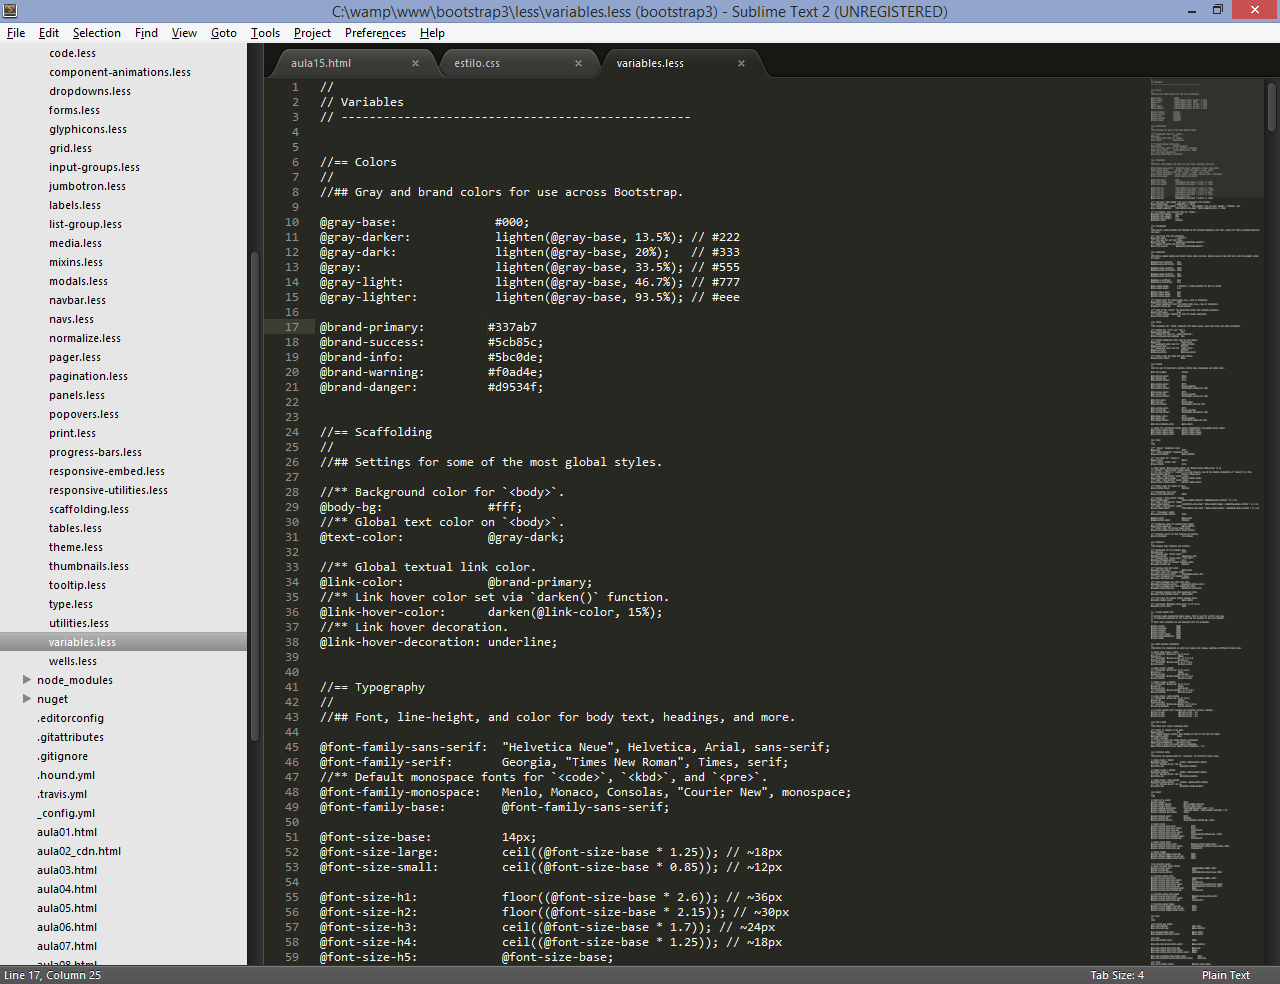 C:\wamp\www\bootstrap3\less\variables.less (bootstrap3) - Sublime Text 2 (UNREGISTERED)
File Edit Selection Find View Goto Tools Project Preferences Help
code.less
component-animations.less
dropdowns.less
forms.less
glyphicons.less
grid.less
input-groups.less
jumbotron.less
labels.less
list-group.less
media.less
mixins.less
modals.less
navbar.less
navs.less
normalize.less
pager.less
pagination.less
panels.less
popovers.less
print.less
progress-bars.less
responsive-embed.less
responsive-utilities.less
scaffolding.less
tables.less
theme.less
thumbnails.less
tooltip.less
type.less
utilities.less
variables.less
wells.less
node_modules
nuget
.editorconfig
.gitattributes
.gitignore
.hound.yml
.travis.yml
_config.yml
aula01.html
aula02_cdn.html
aula03.html
aula04.html
aula05.html
aula06.html
aula07.html
aula08.html
aula15.html estilo.css variables.less
1 //
2 // Variables
3 // --------------------------------------------------
4
5
6 //== Colors
7 //
8 //## Gray and brand colors for use across Bootstrap.
9
10 @gray-base: #000;
11 @gray-darker: lighten(@gray-base, 13.5%); // #222
12 @gray-dark: lighten(@gray-base, 20%); // #333
13 @gray: lighten(@gray-base, 33.5%); // #555
14 @gray-light: lighten(@gray-base, 46.7%); // #777
15 @gray-lighter: lighten(@gray-base, 93.5%); // #eee
16
17 @brand-primary: #337ab7
18 @brand-success: #5cb85c;
19 @brand-info: #5bc0de;
20 @brand-warning: #f0ad4e;
21 @brand-danger: #d9534f;
22
23
24 //== Scaffolding
25 //
26 //## Settings for some of the most global styles.
27
28 //** Background color for `<body>`.
29 @body-bg: #fff;
30 //** Global text color on `<body>`.
31 @text-color: @gray-dark;
32
33 //** Global textual link color.
34 @link-color: @brand-primary;
35 //** Link hover color set via `darken()` function.
36 @link-hover-color: darken(@link-color, 15%);
37 //** Link hover decoration.
38 @link-hover-decoration: underline;
39
40
41 //== Typography
42 //
43 //## Font, line-height, and color for body text, headings, and more.
44
45 @font-family-sans-serif: "Helvetica Neue", Helvetica, Arial, sans-serif;
46 @font-family-serif: Georgia, "Times New Roman", Times, serif;
47 //** Default monospace fonts for `<code>`, `<kbd>`, and `<pre>`.
48 @font-family-monospace: Menlo, Monaco, Consolas, "Courier New", monospace;
49 @font-family-base: @font-family-sans-serif;
50
51 @font-size-base: 14px;
52 @font-size-large: ceil((@font-size-base * 1.25)); // ~18px
53 @font-size-small: ceil((@font-size-base * 0.85)); // ~12px
54
55 @font-size-h1: floor((@font-size-base * 2.6)); // ~36px
56 @font-size-h2: floor((@font-size-base * 2.15)); // ~30px
57 @font-size-h3: ceil((@font-size-base * 1.7)); // ~24px
58 @font-size-h4: ceil((@font-size-base * 1.25)); // ~18px
59 @font-size-h5: @font-size-base;
Line 17, Column 25 Tab Size: 4 Plain Text